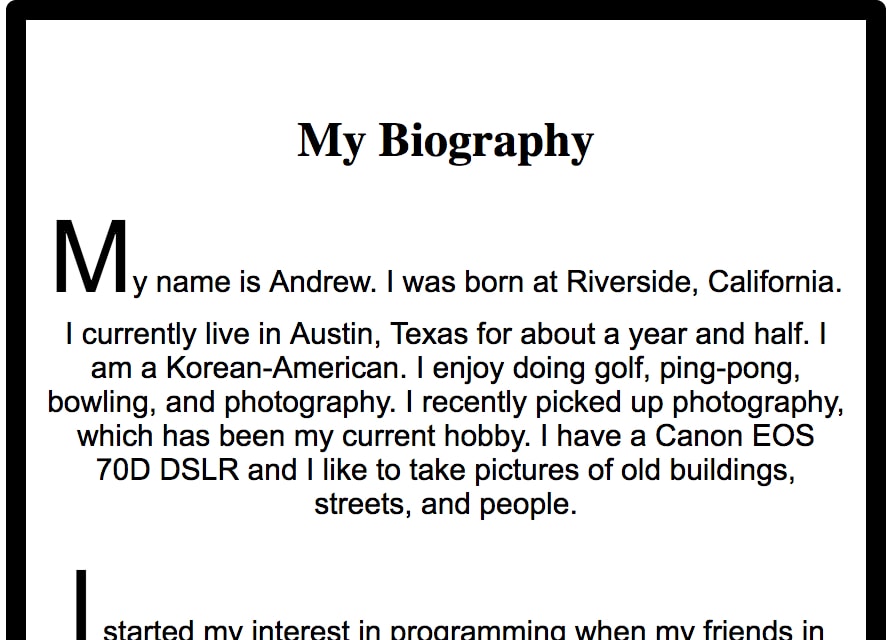 My Biography
My name is Andrew. I was born at Riverside, California.
I currently live in Austin, Texas for about a year and half. I
am a Korean-American. I enjoy doing golf, ping-pong,
bowling, and photography. I recently picked up photography,
which has been my current hobby. I have a Canon EOS
70D DSLR and I like to take pictures of old buildings,
streets, and people.
I started my interest in programming when my friends in